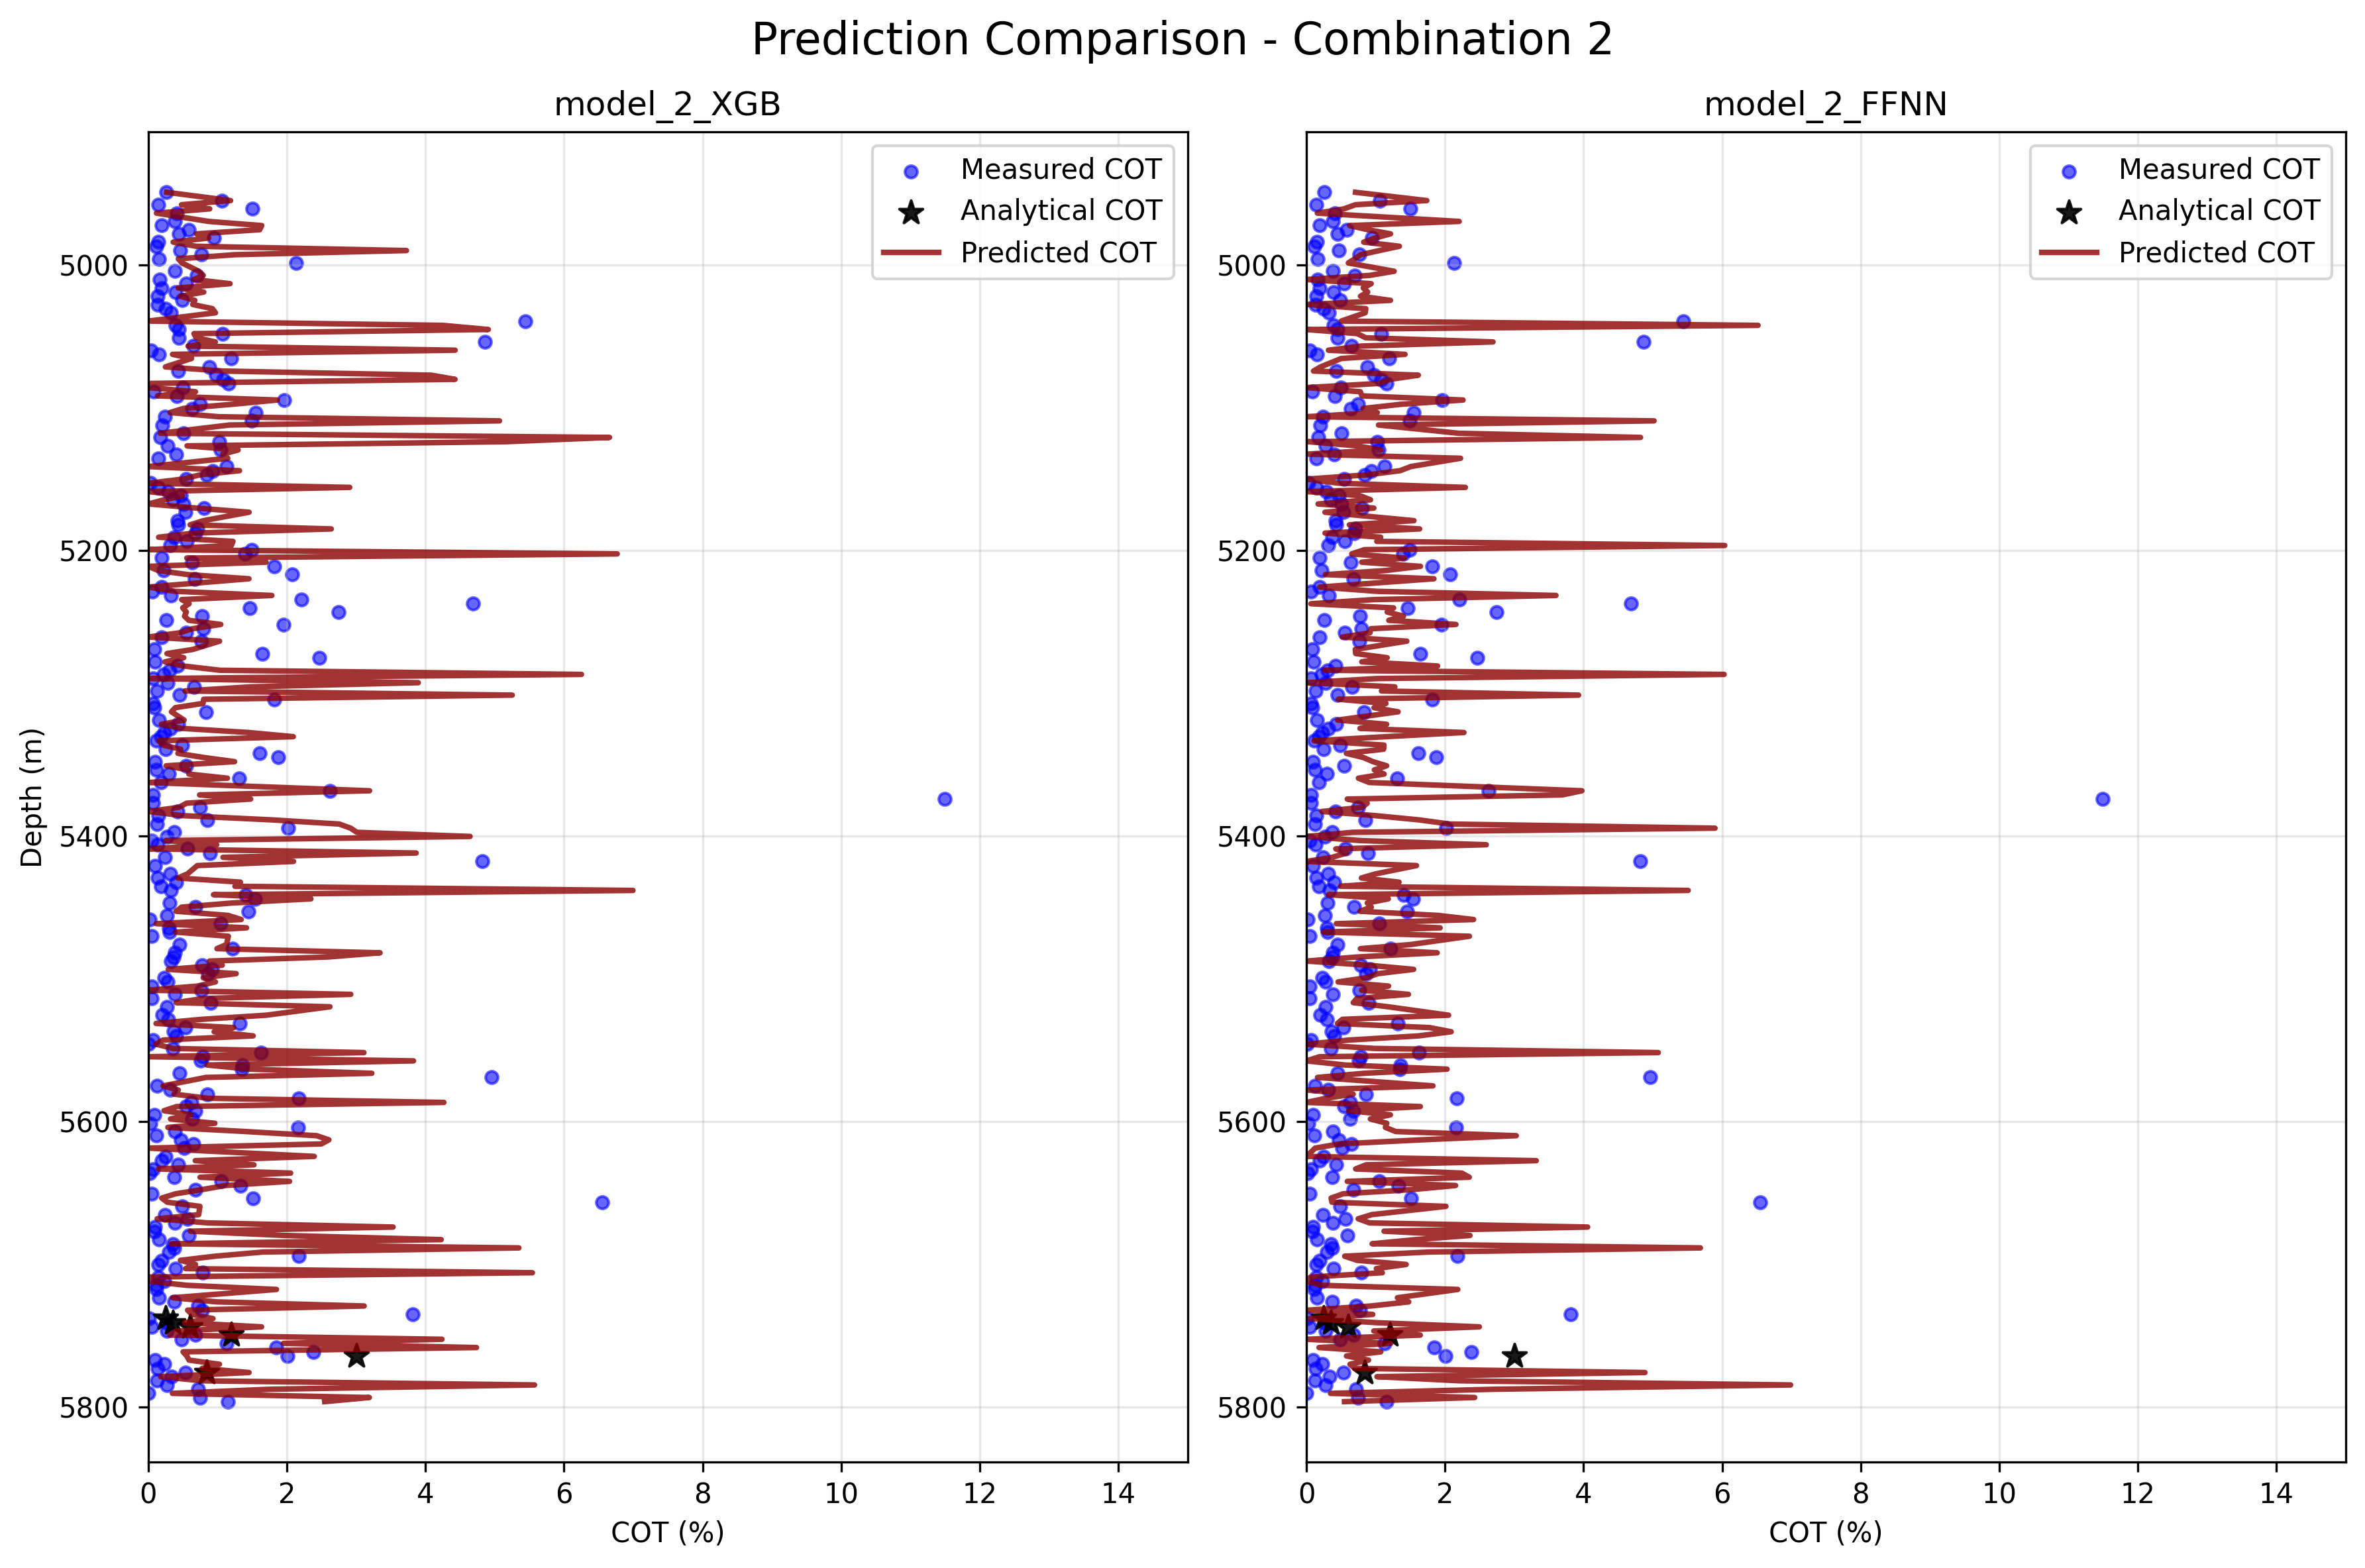 Prediction Comparison - Combination 2
model_2_XGB
Measured COT
Analytical COT
Predicted COT
5000
5200
5400
5600
5800
Depth (m)
0 2 4 6 8 10 12 14
COT (%)
model_2_FFNN
Measured COT
Analytical COT
Predicted COT
5000
5200
5400
5600
5800
0 2 4 6 8 10 12 14
COT (%)